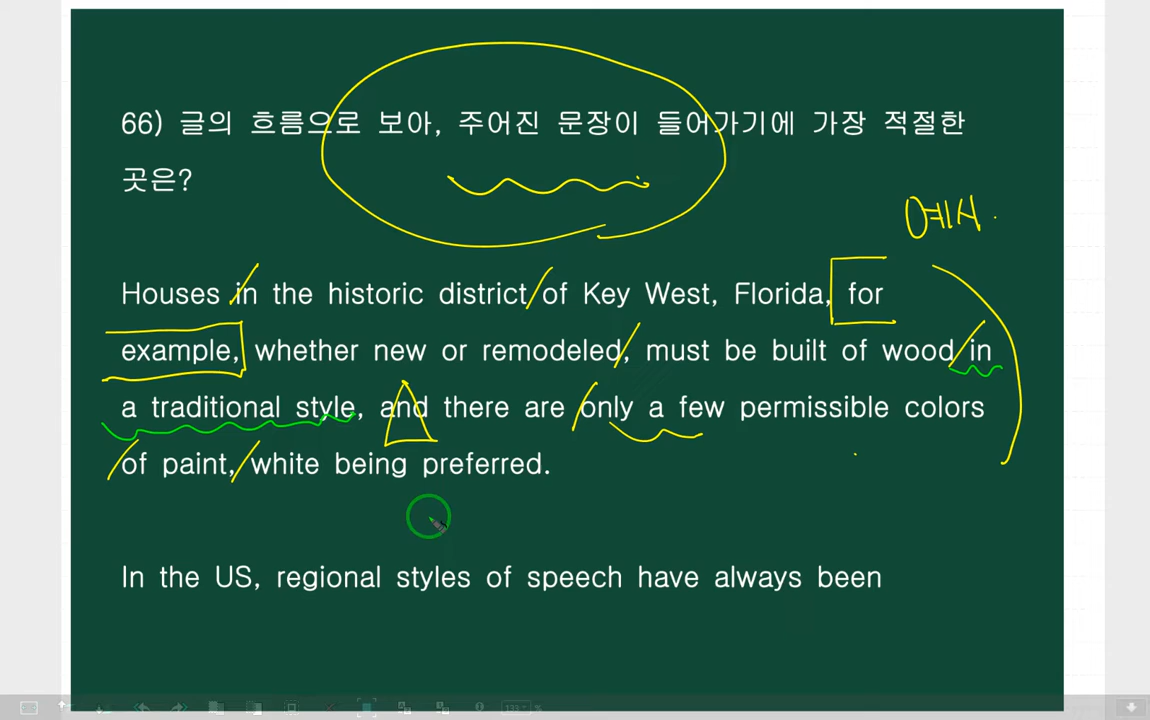 66) 글의 흐름으로 보아, 주어진 문장이 들어가기에 가장 적절한
곳은?
예시.
Houses in the historic district of Key West, Florida, for
example, whether new or remodeled, must be built of wood in
a traditional style, and there are only a few permissible colors
of paint, white being preferred.
In the US, regional styles of speech have always been
133 %